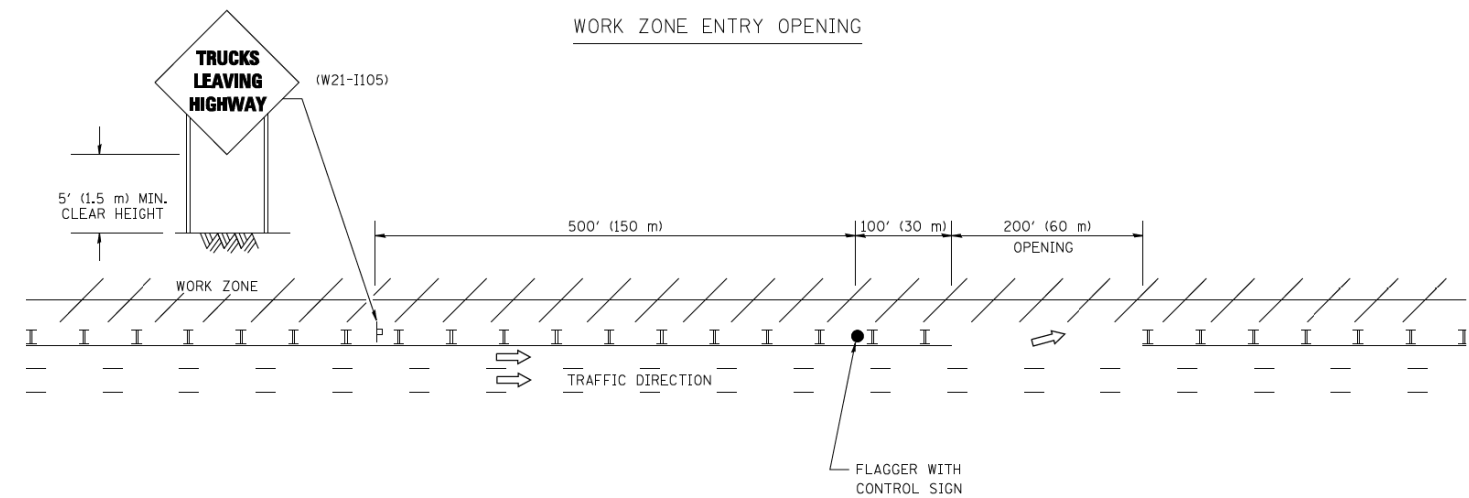 WORK ZONE ENTRY OPENING
TRUCKS
LEAVING
HIGHWAY
(W21-I105)
5' (1.5 m) MIN.
CLEAR HEIGHT
500' (150 m)
100' (30 m)
200' (60 m)
OPENING
WORK ZONE
TRAFFIC DIRECTION
FLAGGER WITH
CONTROL SIGN